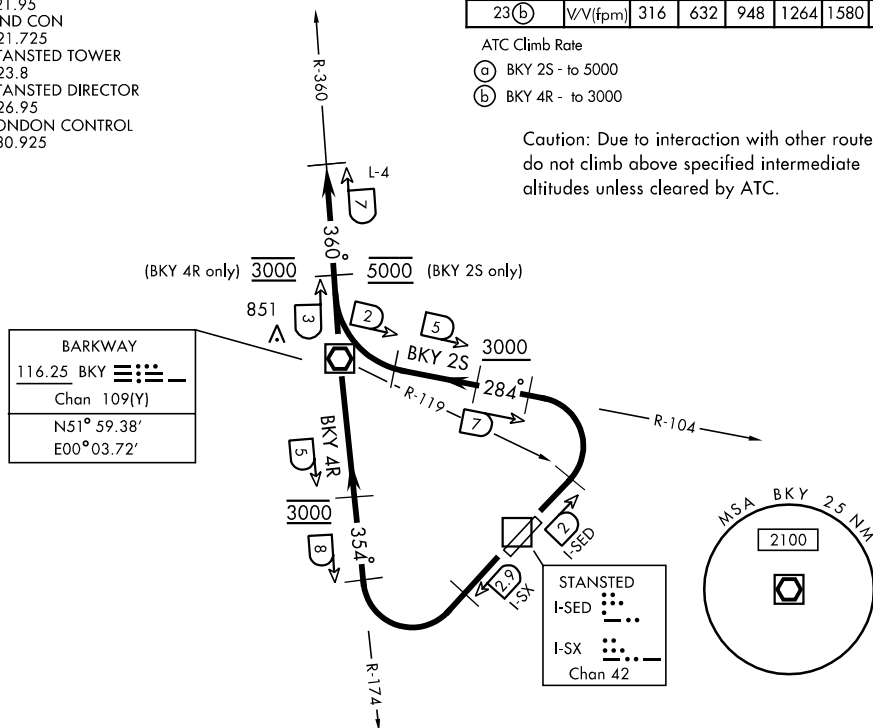 21.95
ND CON
21.725
TANSTED TOWER
23.8
TANSTED DIRECTOR
26.95
ONDON CONTROL
30.925
23 b V/V(fpm) 316 632 948 1264 1580
ATC Climb Rate
a BKY 2S - to 5000
b BKY 4R - to 3000
Caution: Due to interaction with other route
do not climb above specified intermediate
altitudes unless cleared by ATC.
R-360
L-4
7
360°
(BKY 4R only) 3000 5000 (BKY 2S only)
851
3
2
5
3000
BKY 2S
284°
BARKWAY
116.25 BKY
Chan 109(Y)
N51° 59.38'
E00° 03.72'
R-119
7
R-104
BKY 4R
5
3000
354°
8
2
I-SED
2.9
I-SX
R-174
STANSTED
I-SED
I-SX
Chan 42
MSA BKY 25 NM
2100